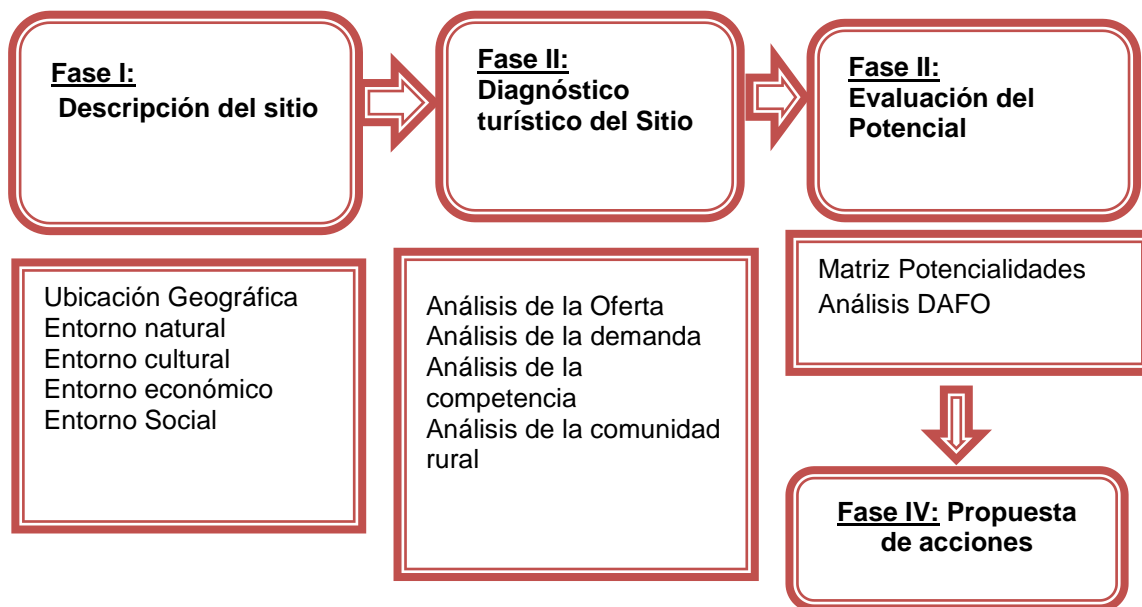 Fase I:
Descripción del sitio
Fase II:
Diagnóstico
turístico del Sitio
Fase II:
Evaluación del
Potencial
Ubicación Geográfica
Entorno natural
Entorno cultural
Entorno económico
Entorno Social
Análisis de la Oferta
Análisis de la demanda
Análisis de la
competencia
Análisis de la comunidad
rural
Matriz Potencialidades
Análisis DAFO
Fase IV: Propuesta
de acciones